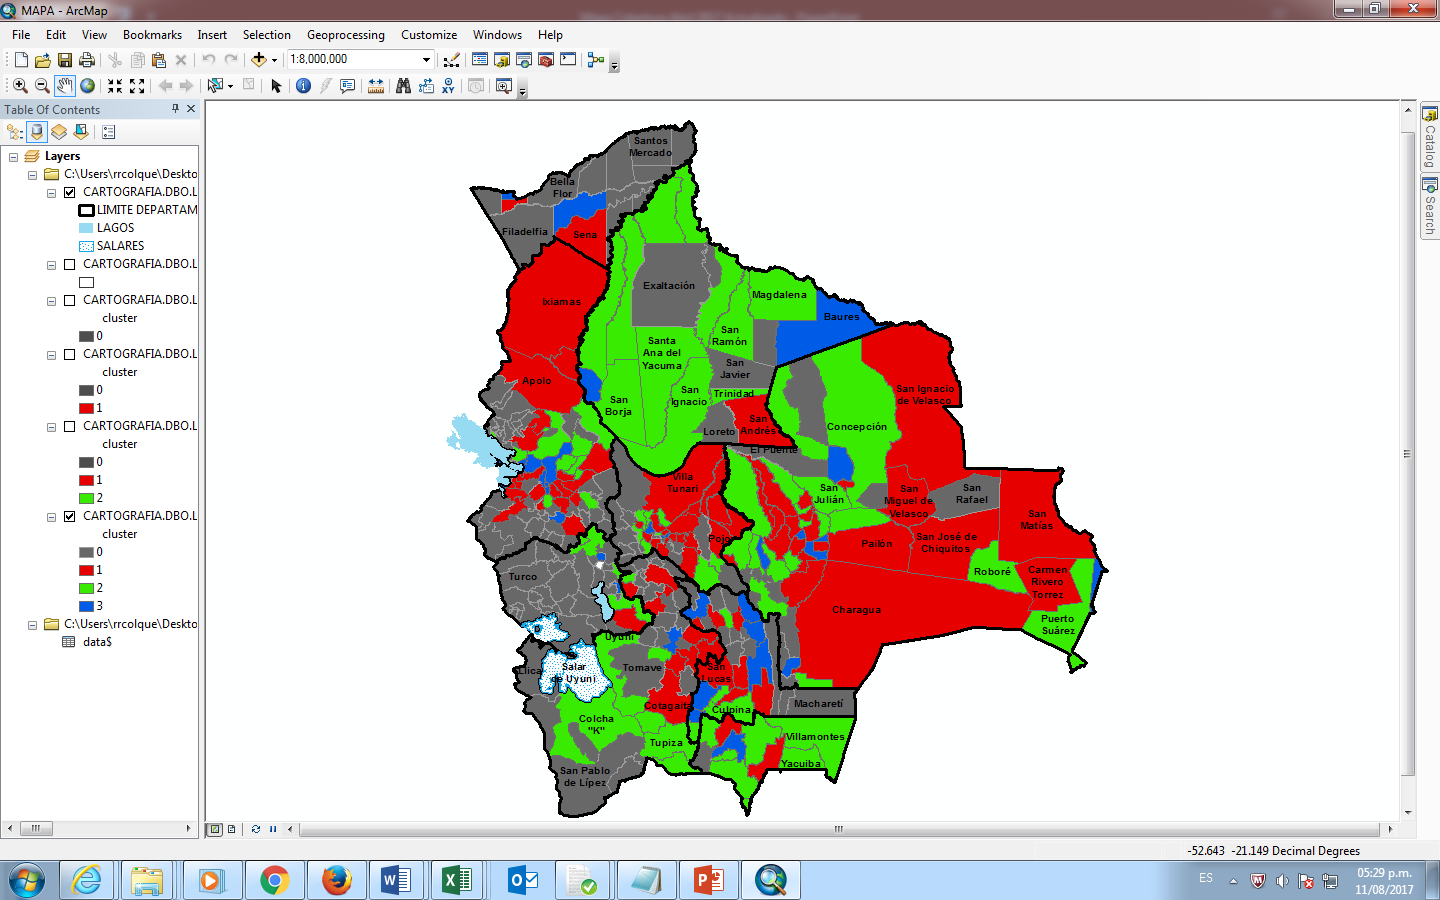 MAPA - ArcMap
File Edit View Bookmarks Insert Selection Geoprocessing Customize Windows Help
1:8,000,000
Table Of Contents
Layers
C:\Users\rrcolque\Deskto
CARTOGRAFIA.DBO.L
LIMITE DEPARTAM
LAGOS
SALARES
CARTOGRAFIA.DBO.L
CARTOGRAFIA.DBO.L
cluster
0
CARTOGRAFIA.DBO.L
cluster
0
1
CARTOGRAFIA.DBO.L
cluster
0
1
2
CARTOGRAFIA.DBO.L
cluster
0
1
2
3
C:\Users\rrcolque\Deskto
data$
Santos
Mercado
Bella
Flor
Filadelfia
Sena
Ixiamas
Exaltación
Magdalena
Baures
San
Ramón
Santa
Ana del
Yacuma
San
Javier
Apolo
San
Borja
San
Ignacio
Trinidad
San Ignacio
de Velasco
Loreto
San
Andrés
Concepción
El Puente
Villa
Tunari
San
Julián
San
Miguel de
Velasco
San
Rafael
San
Matías
Pojo
Pailón
San José de
Chiquitos
Turco
Roboré
Carmen
Rivero
Torrez
Charagua
Puerto
Suárez
Uyuni
Llica
Salar
de Uyuni
Tomave
San
Lucas
Cotagaita
Culpina
Macharetí
Colcha
"K"
Tupiza
Villamontes
Yacuiba
San Pablo
de Lípez
Catalog
Search
-52.643 -21.149 Decimal Degrees
ES
05:29 p.m.
11/08/2017